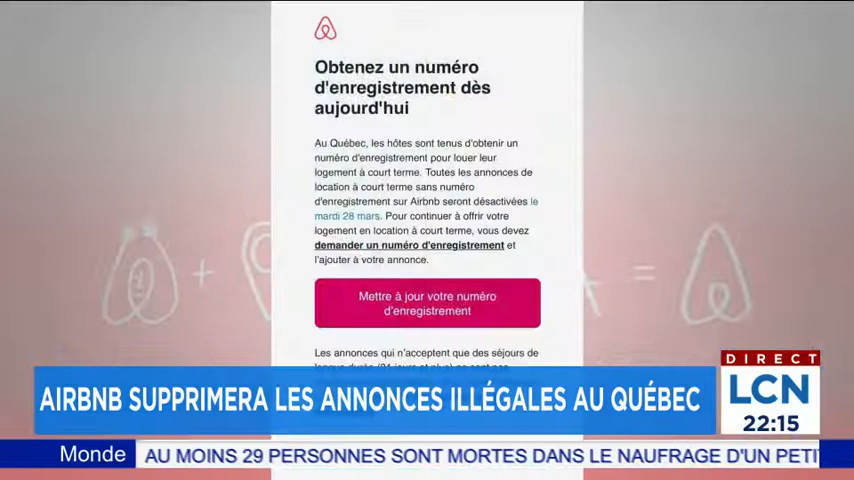 Obtenez un numéro
d'enregistrement dès
aujourd'hui
Au Québec, les hôtes sont tenus d'obtenir un
numéro d'enregistrement pour louer leur
logement à court terme. Toutes les annonces de
location à court terme sans numéro
d'enregistrement sur Airbnb seront désactivées le
mardi 28 mars. Pour continuer à offrir votre
logement en location à court terme, vous devez
demander un numéro d'enregistrement et
l'ajouter à votre annonce.
Mettre à jour votre numéro
d'enregistrement
Les annonces qui n'acceptent que des séjours de
AIRBNB SUPPRIMERA LES ANNONCES ILLÉGALES AU QUÉBEC
DIRECT
LCN
22:15
Monde
AU MOINS 29 PERSONNES SONT MORTES DANS LE NAUFRAGE D'UN PETI